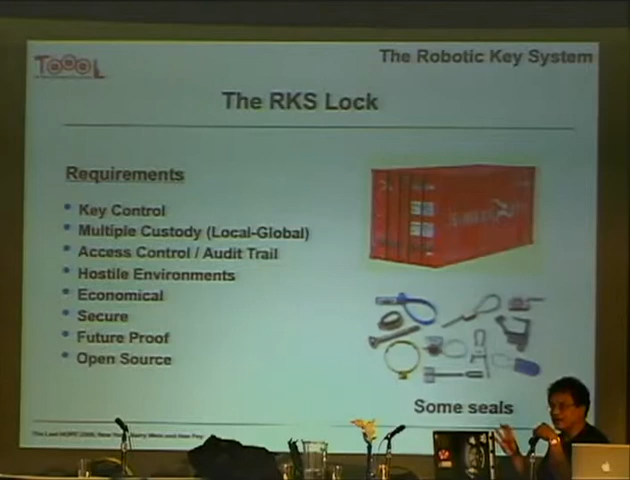 TOOOL
The Robotic Key System
The RKS Lock
Requirements
Key Control
Multiple Custody (Local-Global)
Access Control / Audit Trail
Hostile Environments
Economical
Secure
Future Proof
Open Source
Some seals